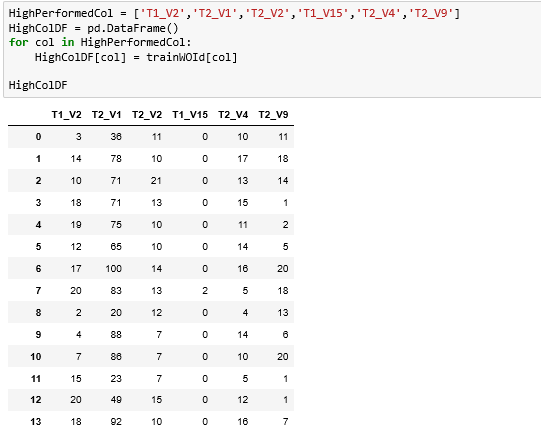 HighPerformedCol = ['T1_V2','T2_V1','T2_V2','T1_V15','T2_V4','T2_V9']
HighColDF = pd.DataFrame()
for col in HighPerformedCol:
    HighColDF[col] = trainWOId[col]
HighColDF
T1_V2 T2_V1 T2_V2 T1_V15 T2_V4 T2_V9
0 3 36 11 0 10 11
1 14 78 10 0 17 18
2 10 71 21 0 13 14
3 18 71 13 0 15 1
4 19 75 10 0 11 2
5 12 65 10 0 14 5
6 17 100 14 0 16 20
7 20 83 13 2 5 18
8 2 20 12 0 4 13
9 4 88 7 0 14 6
10 7 86 7 0 10 20
11 15 23 7 0 5 1
12 20 49 15 0 12 1
13 18 92 10 0 16 7